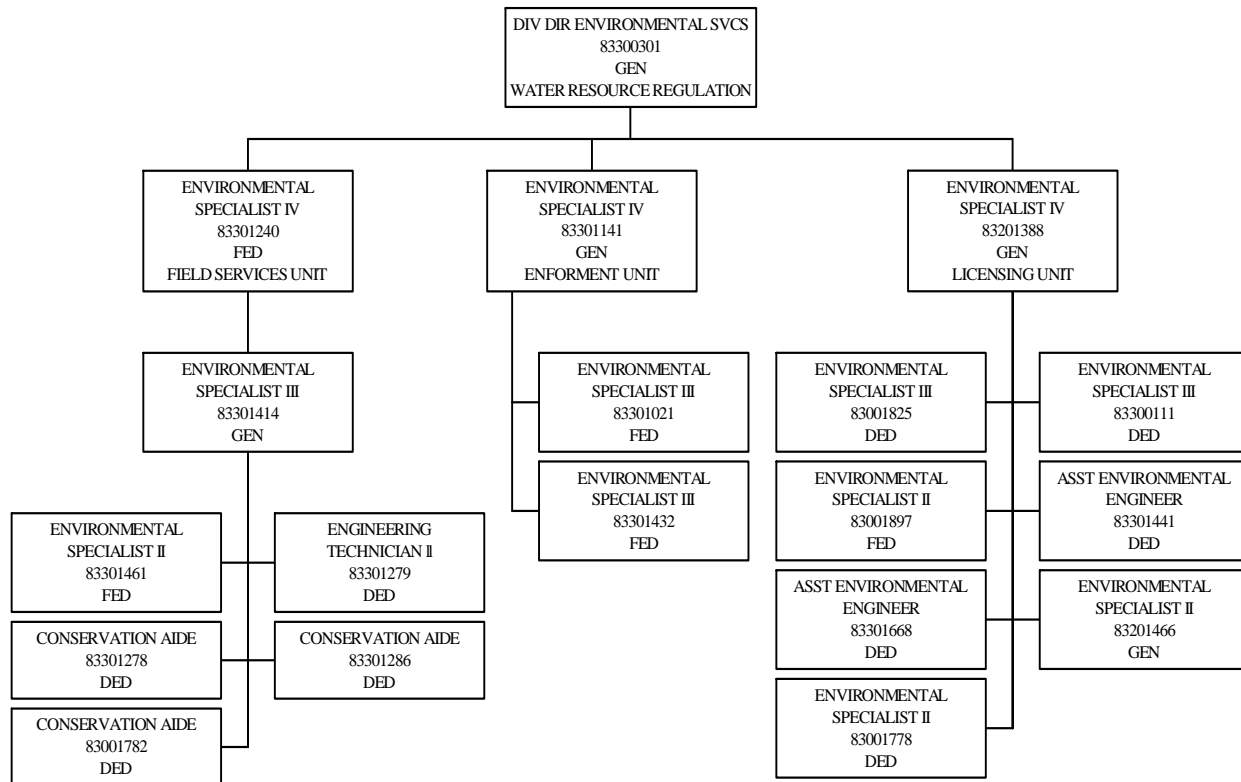 DIV DIR ENVIRONMENTAL SVCS
83300301
GEN
WATER RESOURCE REGULATION
ENVIRONMENTAL
SPECIALIST IV
83301240
FED
FIELD SERVICES UNIT
ENVIRONMENTAL
SPECIALIST IV
83301141
GEN
ENFORMENT UNIT
ENVIRONMENTAL
SPECIALIST IV
83201388
GEN
LICENSING UNIT
ENVIRONMENTAL
SPECIALIST III
83301414
GEN
ENVIRONMENTAL
SPECIALIST II
83301461
FED
ENGINEERING
TECHNICIAN II
83301279
DED
CONSERVATION AIDE
83301278
DED
CONSERVATION AIDE
83301286
DED
CONSERVATION AIDE
83001782
DED
ENVIRONMENTAL
SPECIALIST III
83301021
FED
ENVIRONMENTAL
SPECIALIST III
83301432
FED
ENVIRONMENTAL
SPECIALIST III
83001825
DED
ENVIRONMENTAL
SPECIALIST III
83300111
DED
ENVIRONMENTAL
SPECIALIST II
83001897
FED
ASST ENVIRONMENTAL
ENGINEER
83301441
DED
ASST ENVIRONMENTAL
ENGINEER
83301668
DED
ENVIRONMENTAL
SPECIALIST II
83201466
GEN
ENVIRONMENTAL
SPECIALIST II
83001778
DED